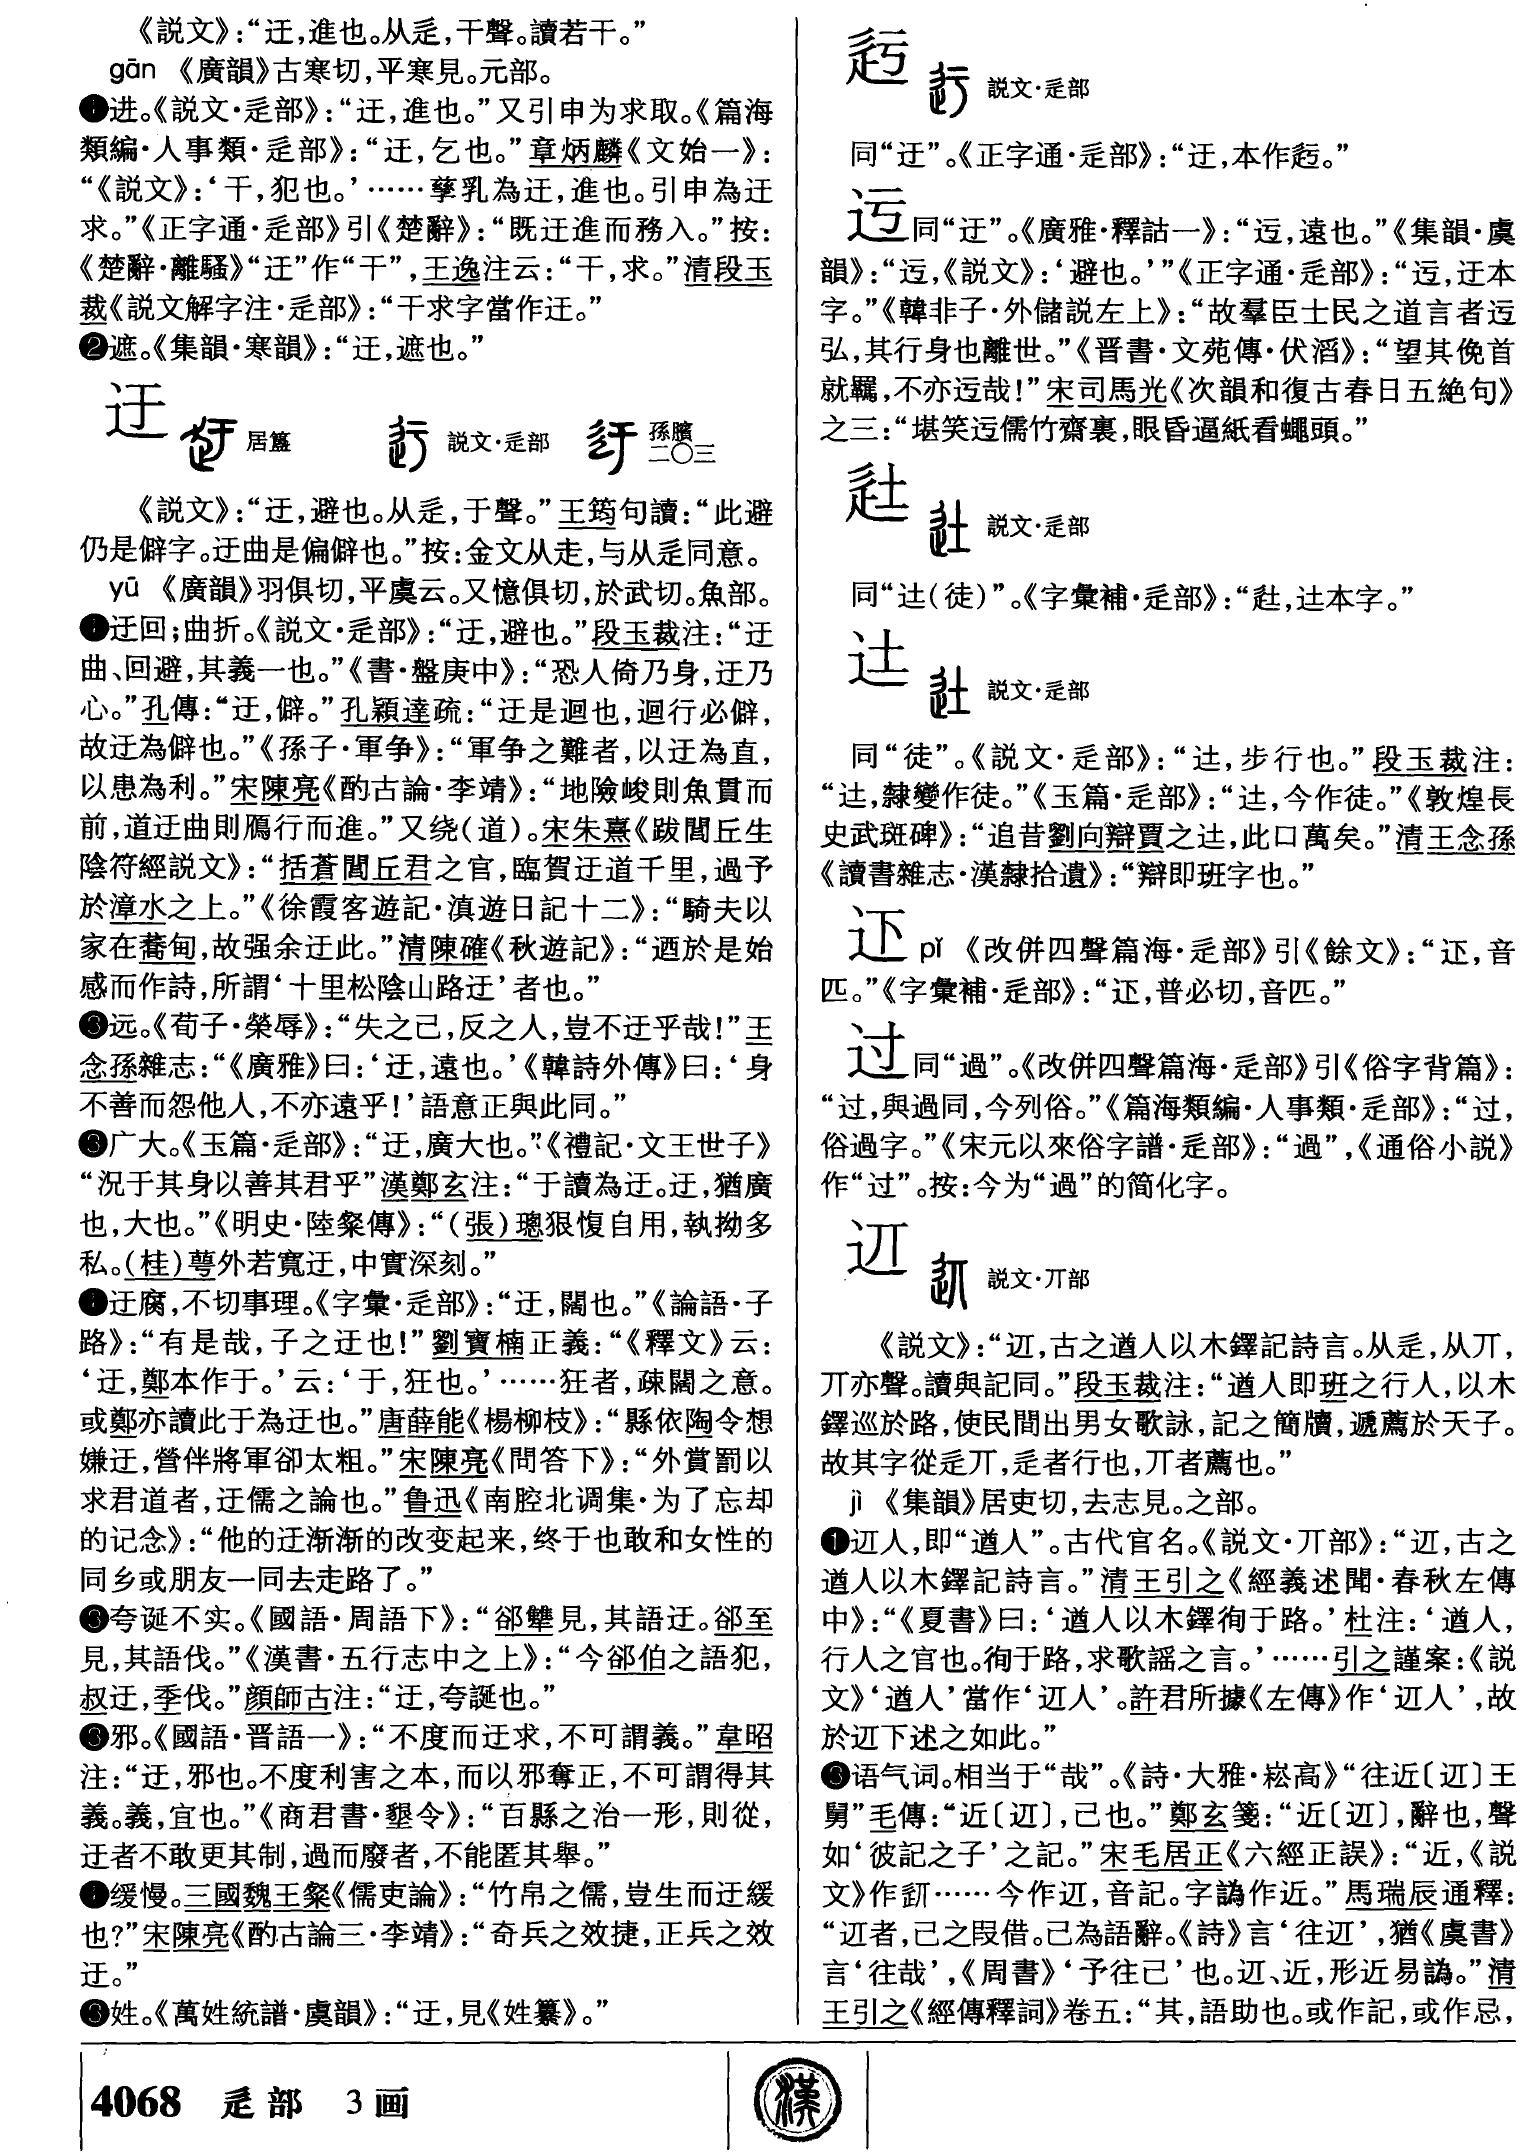 《説文》：“迀，進也。从辵，干聲。讀若干。”
gān 《廣韻》古寒切，平寒見。元部。
❶进。《説文·辵部》：“迀，進也。”又引申为求取。《篇海
類編·人事類·辵部》：“迀，乞也。”章炳麟《文始一》：
“《説文》：‘干，犯也。’……孳乳為迀，進也。引申為迀
求。”《正字通·辵部》引《楚辭》：“既迀進而務入。”按：
《楚辭·離騷》“迀”作“干”，王逸注云：“干，求。”清段玉
裁《説文解字注·辵部》：“干求字當作迀。”
❷遮。《集韻·寒韻》：“迀，遮也。”
迂 居簋 説文·辵部 孫臏二〇三
《説文》：“迂，避也。从辵，于聲。”王筠句讀：“此避
仍是僻字。迂曲是偏僻也。”按：金文从走，与从辵同意。
yū 《廣韻》羽俱切，平虞云。又憶俱切，於武切。魚部。
迂回；曲折。《説文·辵部》：“迂，避也。”段玉裁注：“迂
曲、回避，其義一也。”《書·盤庚中》：“恐人倚乃身，迂乃
心。”孔傳：“迂，僻。”孔穎達疏：“迂是迴也，迴行必僻，
故迂為僻也。”《孫子·軍争》：“軍争之難者，以迂為直，
以患為利。”宋陳亮《酌古論·李靖》：“地險峻則魚貫而
前，道迂曲則鴈行而進。”又绕（道）。宋朱熹《跋閭丘生
陰符經説文》：“括蒼閭丘君之官，臨賀迂道千里，過予
於漳水之上。”《徐霞客遊記·滇遊日記十二》：“騎夫以
家在蕎甸，故强余迂此。”清陳確《秋遊記》：“迺於是始
感而作詩，所謂‘十里松陰山路迂’者也。”
远。《荀子·榮辱》：“失之己，反之人，豈不迂乎哉！”王
念孫雜志：“《廣雅》曰：‘迂，遠也。’《韓詩外傳》曰：‘身
不善而怨他人，不亦遠乎！’語意正與此同。”
广大。《玉篇·辵部》：“迂，廣大也。”《禮記·文王世子》
“況于其身以善其君乎”漢鄭玄注：“于讀為迂。迂，猶廣
也，大也。”《明史·陸粲傳》：“（張）璁狠愎自用，執拗多
私。（桂）萼外若寬迂，中實深刻。”
迂腐，不切事理。《字彙·辵部》：“迂，闊也。”《論語·子
路》：“有是哉，子之迂也！”劉寶楠正義：“《釋文》云：
‘迂，鄭本作于。’云：‘于，狂也。’……狂者，疎闊之意。
或鄭亦讀此于為迂也。”唐薛能《楊柳枝》：“縣依陶令想
嫌迂，營伴將軍卻太粗。”宋陳亮《問答下》：“外賞罰以
求君道者，迂儒之論也。”鲁迅《南腔北调集·为了忘却
的记念》：“他的迂渐渐的改变起来，终于也敢和女性的
同乡或朋友一同去走路了。”
夸诞不实。《國語·周語下》：“郤犨見，其語迂。郤至
見，其語伐。”《漢書·五行志中之上》：“今郤伯之語犯，
叔迂，季伐。”顔師古注：“迂，夸誕也。”
邪。《國語·晋語一》：“不度而迂求，不可謂義。”韋昭
注：“迂，邪也。不度利害之本，而以邪奪正，不可謂得其
義。義，宜也。”《商君書·墾令》：“百縣之治一形，則從，
迂者不敢更其制，過而廢者，不能匿其舉。”
缓慢。三國魏王粲《儒吏論》：“竹帛之儒，豈生而迂緩
也？”宋陳亮《酌古論三·李靖》：“奇兵之效捷，正兵之效
迂。”
姓。《萬姓統譜·虞韻》：“迂，見《姓纂》。”
説文·辵部
同“迂”。《正字通·辵部》：“迂，本作。”
迃同“迂”。《廣雅·釋詁一》：“迃，遠也。”《集韻·虞
韻》：“迃，《説文》：‘避也。’”《正字通·辵部》：“迃，迂本
字。”《韓非子·外儲説左上》：“故羣臣士民之道言者迃
弘，其行身也離世。”《晋書·文苑傳·伏滔》：“望其俛首
就羈，不亦迃哉！”宋司馬光《次韻和復古春日五絶句》
之三：“堪笑迃儒竹齋裏，眼昏逼紙看蠅頭。”
説文·辵部
同“辻（徒）”。《字彙補·辵部》：“，辻本字。”
辻 説文·辵部
同“徒”。《説文·辵部》：“辻，步行也。”段玉裁注：
“辻，隸變作徒。”《玉篇·辵部》：“辻，今作徒。”《敦煌長
史武斑碑》：“追昔劉向辯賈之辻，此口萬矣。”清王念孫
《讀書雜志·漢隸拾遺》：“辯即班字也。”
pǐ 《改併四聲篇海·辵部》引《餘文》：“，音
匹。”《字彙補·辵部》：“，普必切，音匹。”
过同“過”。《改併四聲篇海·辵部》引《俗字背篇》：
“过，與過同，今列俗。”《篇海類編·人事類·辵部》：“过，
俗過字。”《宋元以來俗字譜·辵部》：“過”，《通俗小説》
作“过”。按：今为“過”的简化字。
辺 説文·丌部
《説文》：“䢋，古之遒人以木鐸記詩言。从辵，从丌，
丌亦聲。讀與記同。”段玉裁注：“遒人即班之行人，以木
鐸巡於路，使民間出男女歌詠，記之簡牘，遞薦於天子。
故其字從辵丌，辵者行也，丌者薦也。”
jì 《集韻》居吏切，去志見。之部。
❶䢋人，即“遒人”。古代官名。《説文·丌部》：“䢋，古之
遒人以木鐸記詩言。”清王引之《經義述聞·春秋左傳
中》：“《夏書》曰：‘遒人以木鐸徇于路。’杜注：‘遒人，
行人之官也。徇于路，求歌謡之言。’……引之謹案：《説
文》‘遒人’當作‘䢋人’。許君所據《左傳》作‘䢋人’，故
於䢋下述之如此。”
语气词。相当于“哉”。《詩·大雅·崧高》“往近〔䢋〕王
舅”毛傳：“近〔䢋〕，己也。”鄭玄箋：“近〔䢋〕，辭也，聲
如‘彼記之子’之記。”宋毛居正《六經正誤》：“近，《説
文》作……今作䢋，音記。字譌作近。”馬瑞辰通釋：
“䢋者，己之叚借。己為語辭。《詩》言‘往䢋’，猶《虞書》
言‘往哉’，《周書》‘予往己’也。䢋、近，形近易譌。”清
王引之《經傳釋詞》卷五：“其，語助也。或作記，或作忌，
4068 辵部 3画
漢